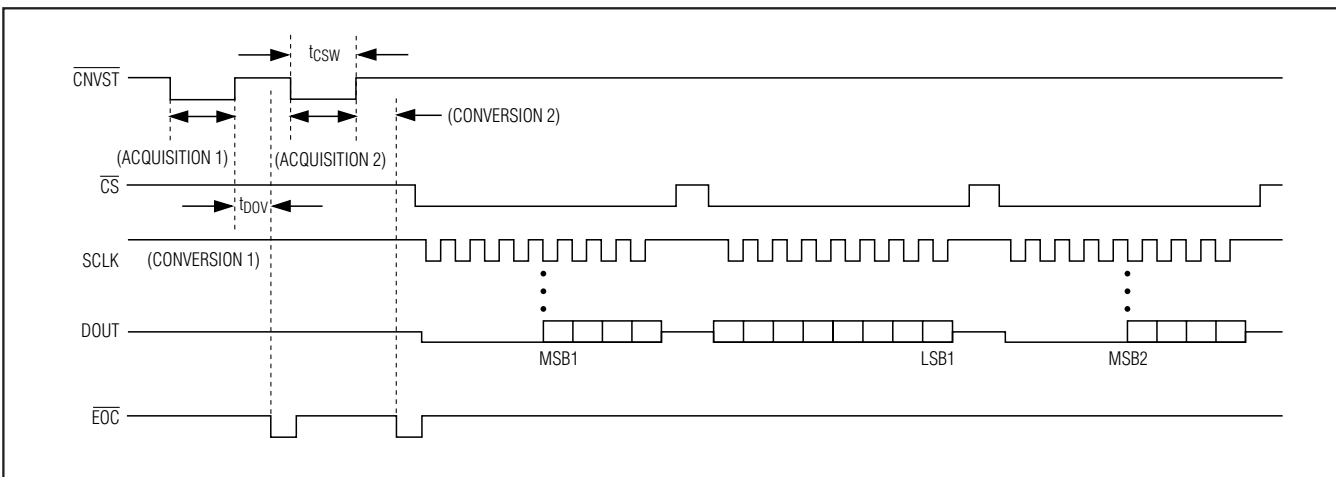 tCSW
CNVST
(CONVERSION 2)
(ACQUISITION 1)
(ACQUISITION 2)
CS
tDOV
SCLK
(CONVERSION 1)
DOUT
MSB1
LSB1
MSB2
EOC